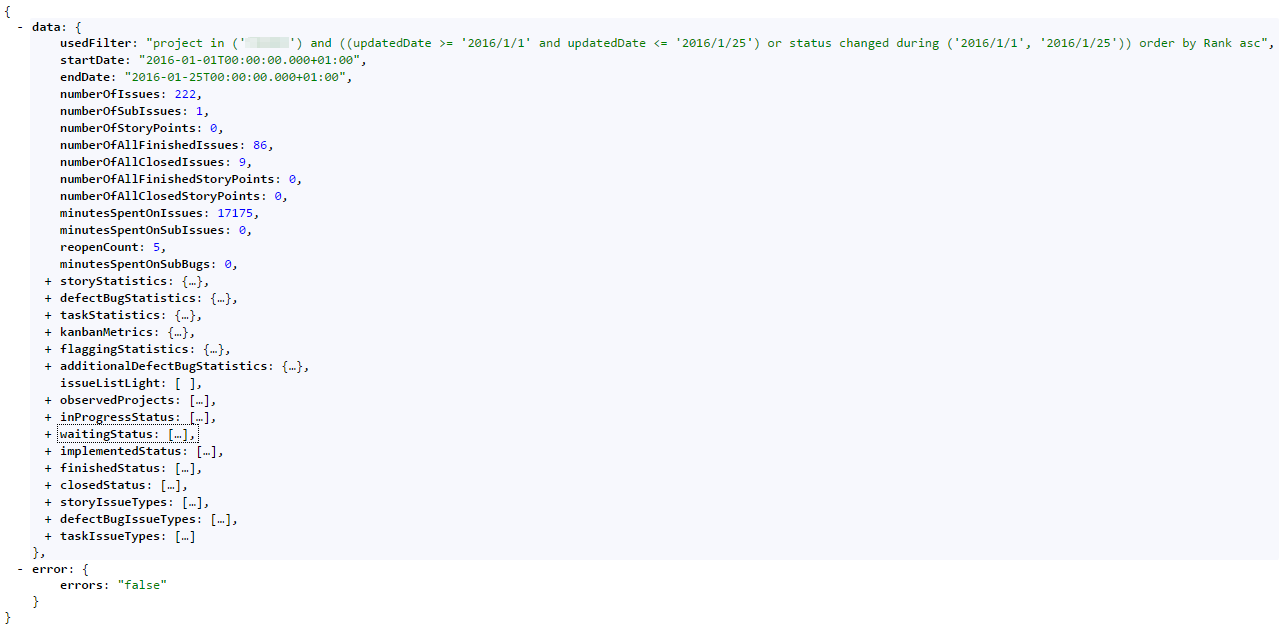 {
- data: {
usedFilter: "project in ('') and ((updatedDate >= '2016/1/1' and updatedDate <= '2016/1/25') or status changed during ('2016/1/1', '2016/1/25')) order by Rank asc",
startDate: "2016-01-01T00:00:00.000+01:00",
endDate: "2016-01-25T00:00:00.000+01:00",
numberOfIssues: 222,
numberOfSubIssues: 1,
numberOfStoryPoints: 0,
numberOfAllFinishedIssues: 86,
numberOfAllClosedIssues: 9,
numberOfAllFinishedStoryPoints: 0,
numberOfAllClosedStoryPoints: 0,
minutesSpentOnIssues: 17175,
minutesSpentOnSubIssues: 0,
reopenCount: 5,
minutesSpentOnSubBugs: 0,
+ storyStatistics: {…},
+ defectBugStatistics: {…},
+ taskStatistics: {…},
+ kanbanMetrics: {…},
+ flaggingStatistics: {…},
+ additionalDefectBugStatistics: {…},
issueListLight: [ ],
+ observedProjects: […],
+ inProgressStatus: […],
+ waitingStatus: […],
+ implementedStatus: […],
+ finishedStatus: […],
+ closedStatus: […],
+ storyIssueTypes: […],
+ defectBugIssueTypes: […],
+ taskIssueTypes: […]
},
- error: {
errors: "false"
}
}